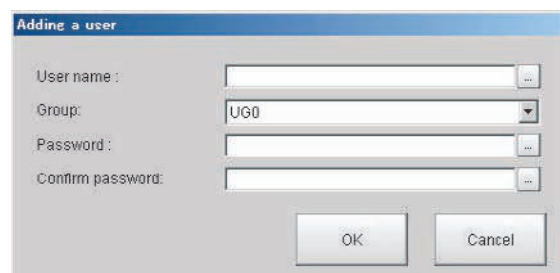 Adding a user
User name :
...
Group:
UG0
Password :
...
Confirm password:
...
OK
Cancel